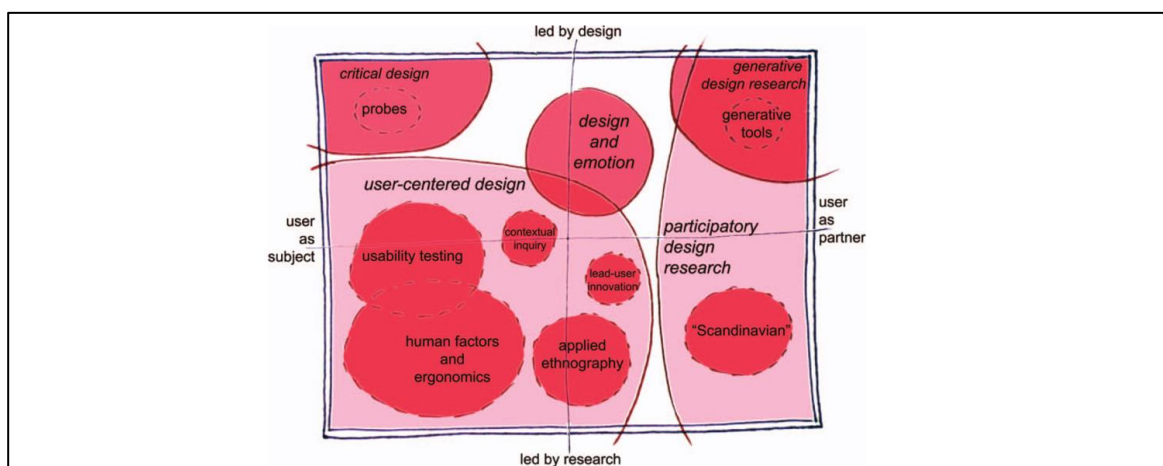 led by design
critical design
probes
generative
design research
generative
tools
design
and
emotion
user-centered design
user
as
subject
usability testing
contextual
inquiry
lead-user
innovation
participatory
design
research
user
as
partner
human factors
and
ergonomics
applied
ethnography
“Scandinavian”
led by research